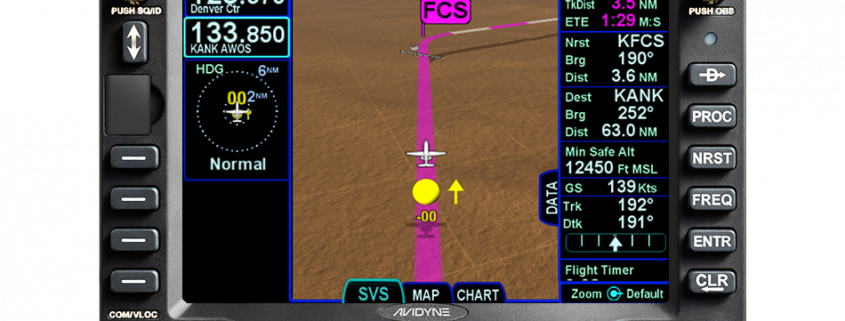 PUSH SQ/ID
Denver Ctr
133.850
KANK AWOS
HDG
6NM
002NM
Normal
FCS
-00
SVS
MAP
CHART
DATA
TkDist 3.5 NM
ETE 1:29 M:S
Nrst KFCS
Brg 190°
Dist 3.6 NM
Dest KANK
Brg 252°
Dist 63.0 NM
Min Safe Alt
12450 Ft MSL
GS 139 Kts
Trk 192°
Dtk 191°
Flight Timer
Zoom Default
PUSH OBS
D
PROC
NRST
FREQ
ENTR
CLR
COM/VLOC
AVIDYNE